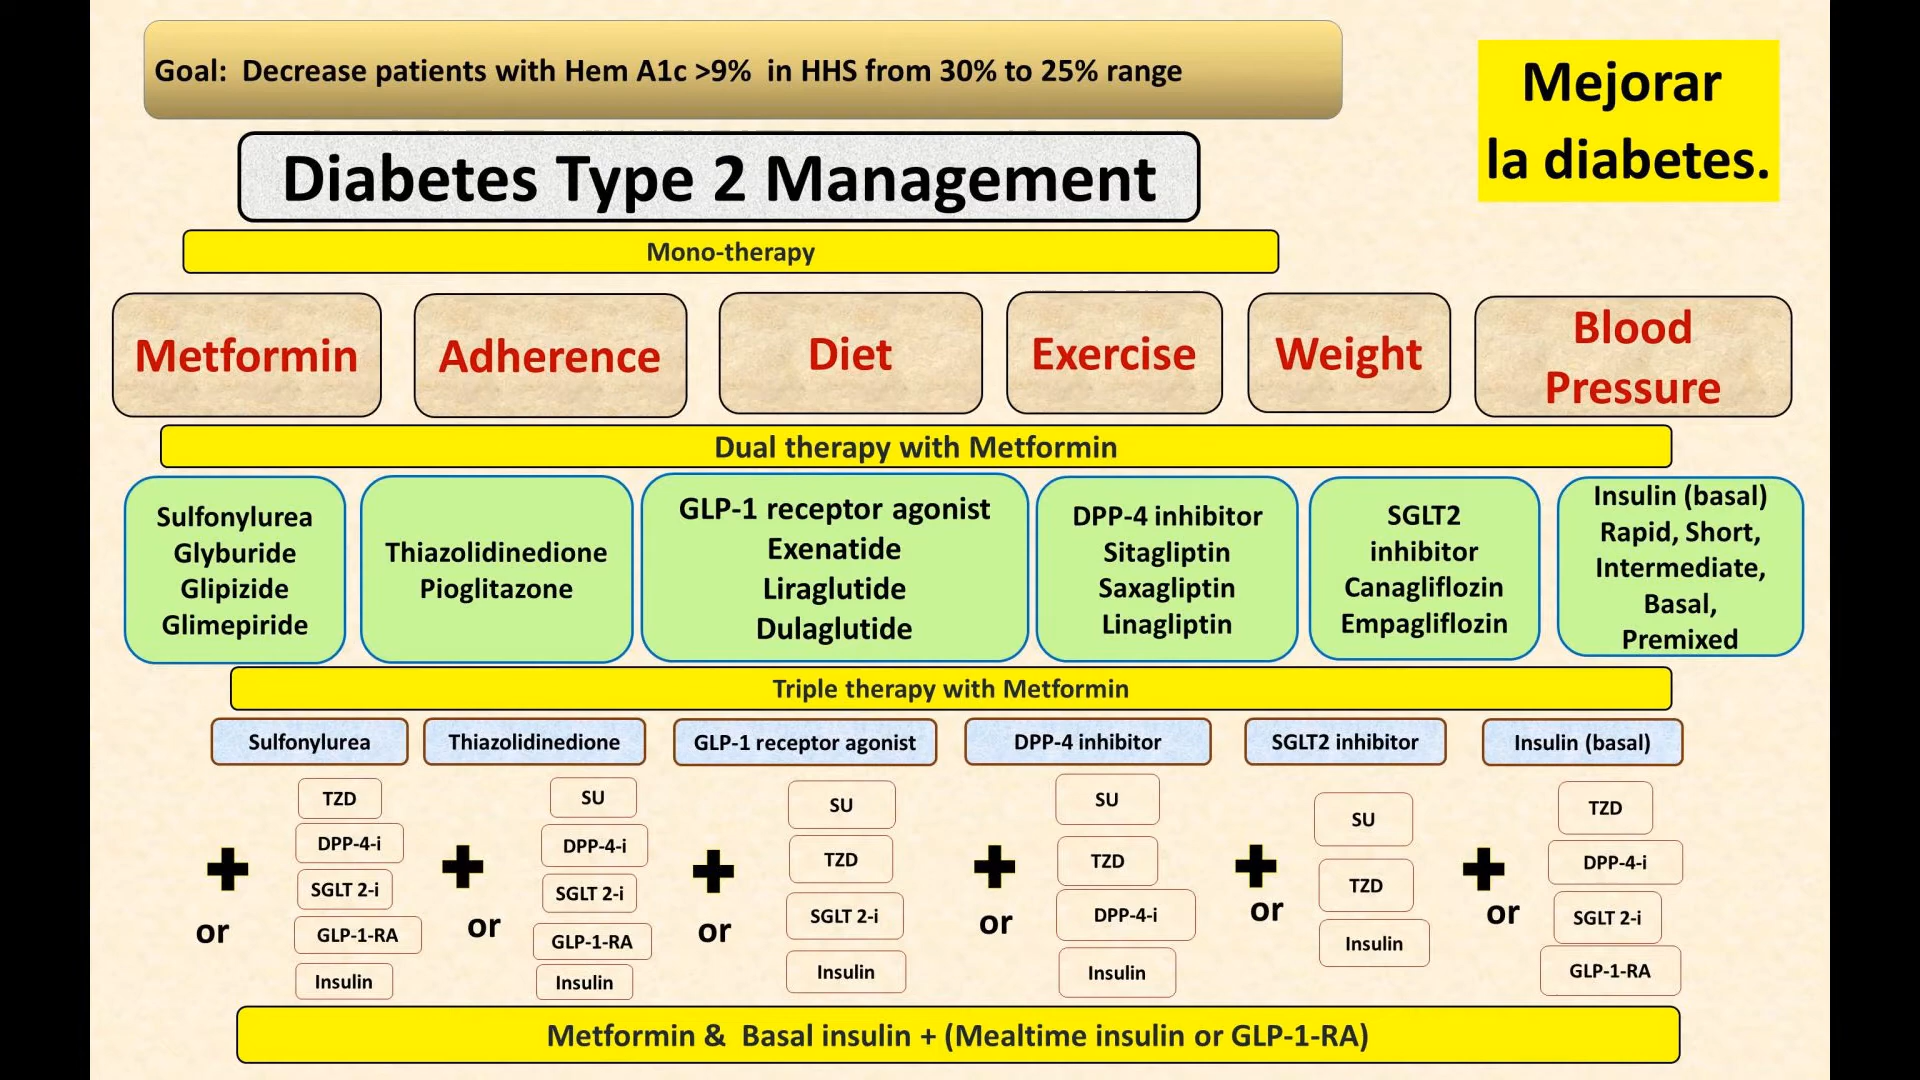 Goal: Decrease patients with Hem A1c >9% in HHS from 30% to 25% range
Mejorar
la diabetes.
Diabetes Type 2 Management
Mono-therapy
Metformin
Adherence
Diet
Exercise
Weight
Blood
Pressure
Dual therapy with Metformin
Sulfonylurea
Glyburide
Glipizide
Glimepiride
Thiazolidinedione
Pioglitazone
GLP-1 receptor agonist
Exenatide
Liraglutide
Dulaglutide
DPP-4 inhibitor
Sitagliptin
Saxagliptin
Linagliptin
SGLT2
inhibitor
Canagliflozin
Empagliflozin
Insulin (basal)
Rapid, Short,
Intermediate,
Basal,
Premixed
Triple therapy with Metformin
Sulfonylurea
+
or
TZD
DPP-4-i
SGLT 2-i
GLP-1-RA
Insulin
Thiazolidinedione
+
or
SU
DPP-4-i
SGLT 2-i
GLP-1-RA
Insulin
GLP-1 receptor agonist
+
or
SU
TZD
SGLT 2-i
Insulin
DPP-4 inhibitor
+
or
SU
TZD
DPP-4-i
Insulin
SGLT2 inhibitor
+
or
SU
TZD
Insulin
Insulin (basal)
+
or
TZD
DPP-4-i
SGLT 2-i
GLP-1-RA
Metformin & Basal insulin + (Mealtime insulin or GLP-1-RA)